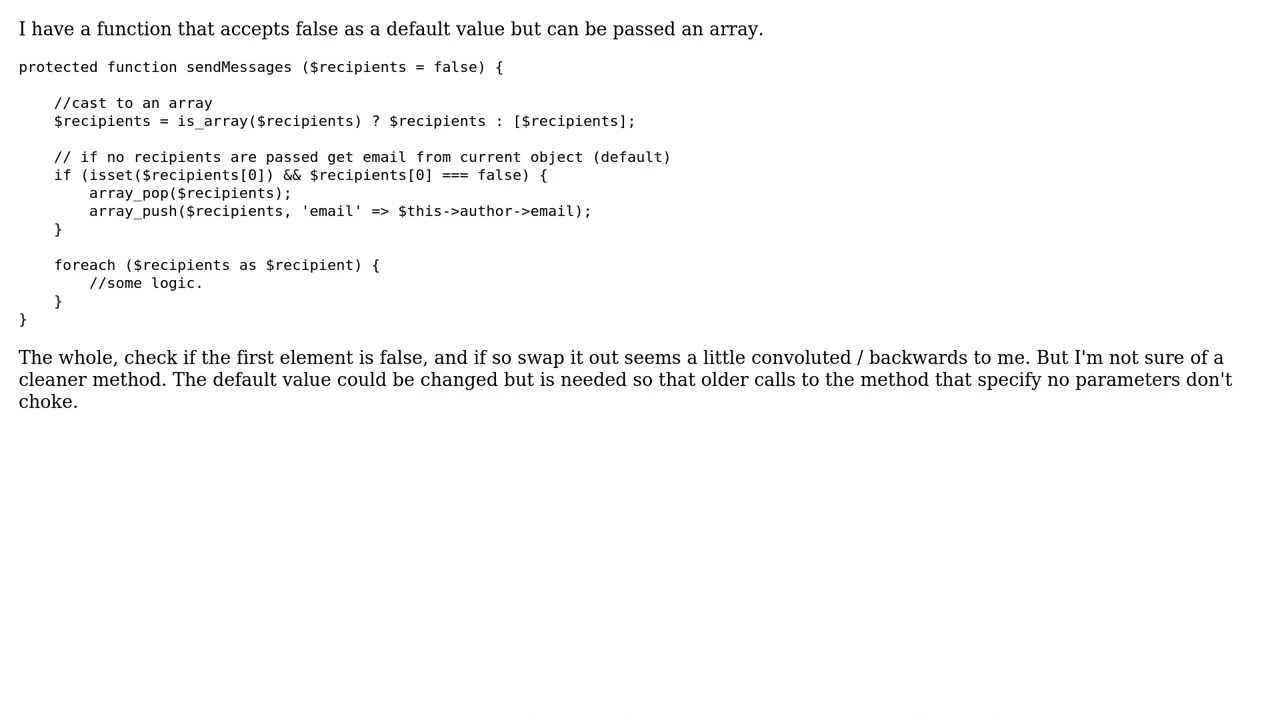 I have a function that accepts false as a default value but can be passed an array.
protected function sendMessages ($recipients = false) {
    //cast to an array
    $recipients = is_array($recipients) ? $recipients : [$recipients];
    // if no recipients are passed get email from current object (default)
    if (isset($recipients[0]) && $recipients[0] === false) {
        array_pop($recipients);
        array_push($recipients, 'email' => $this->author->email);
    }
    foreach ($recipients as $recipient) {
        //some logic.
    }
}
The whole, check if the first element is false, and if so swap it out seems a little convoluted / backwards to me. But I'm not sure of a
cleaner method. The default value could be changed but is needed so that older calls to the method that specify no parameters don't
choke.